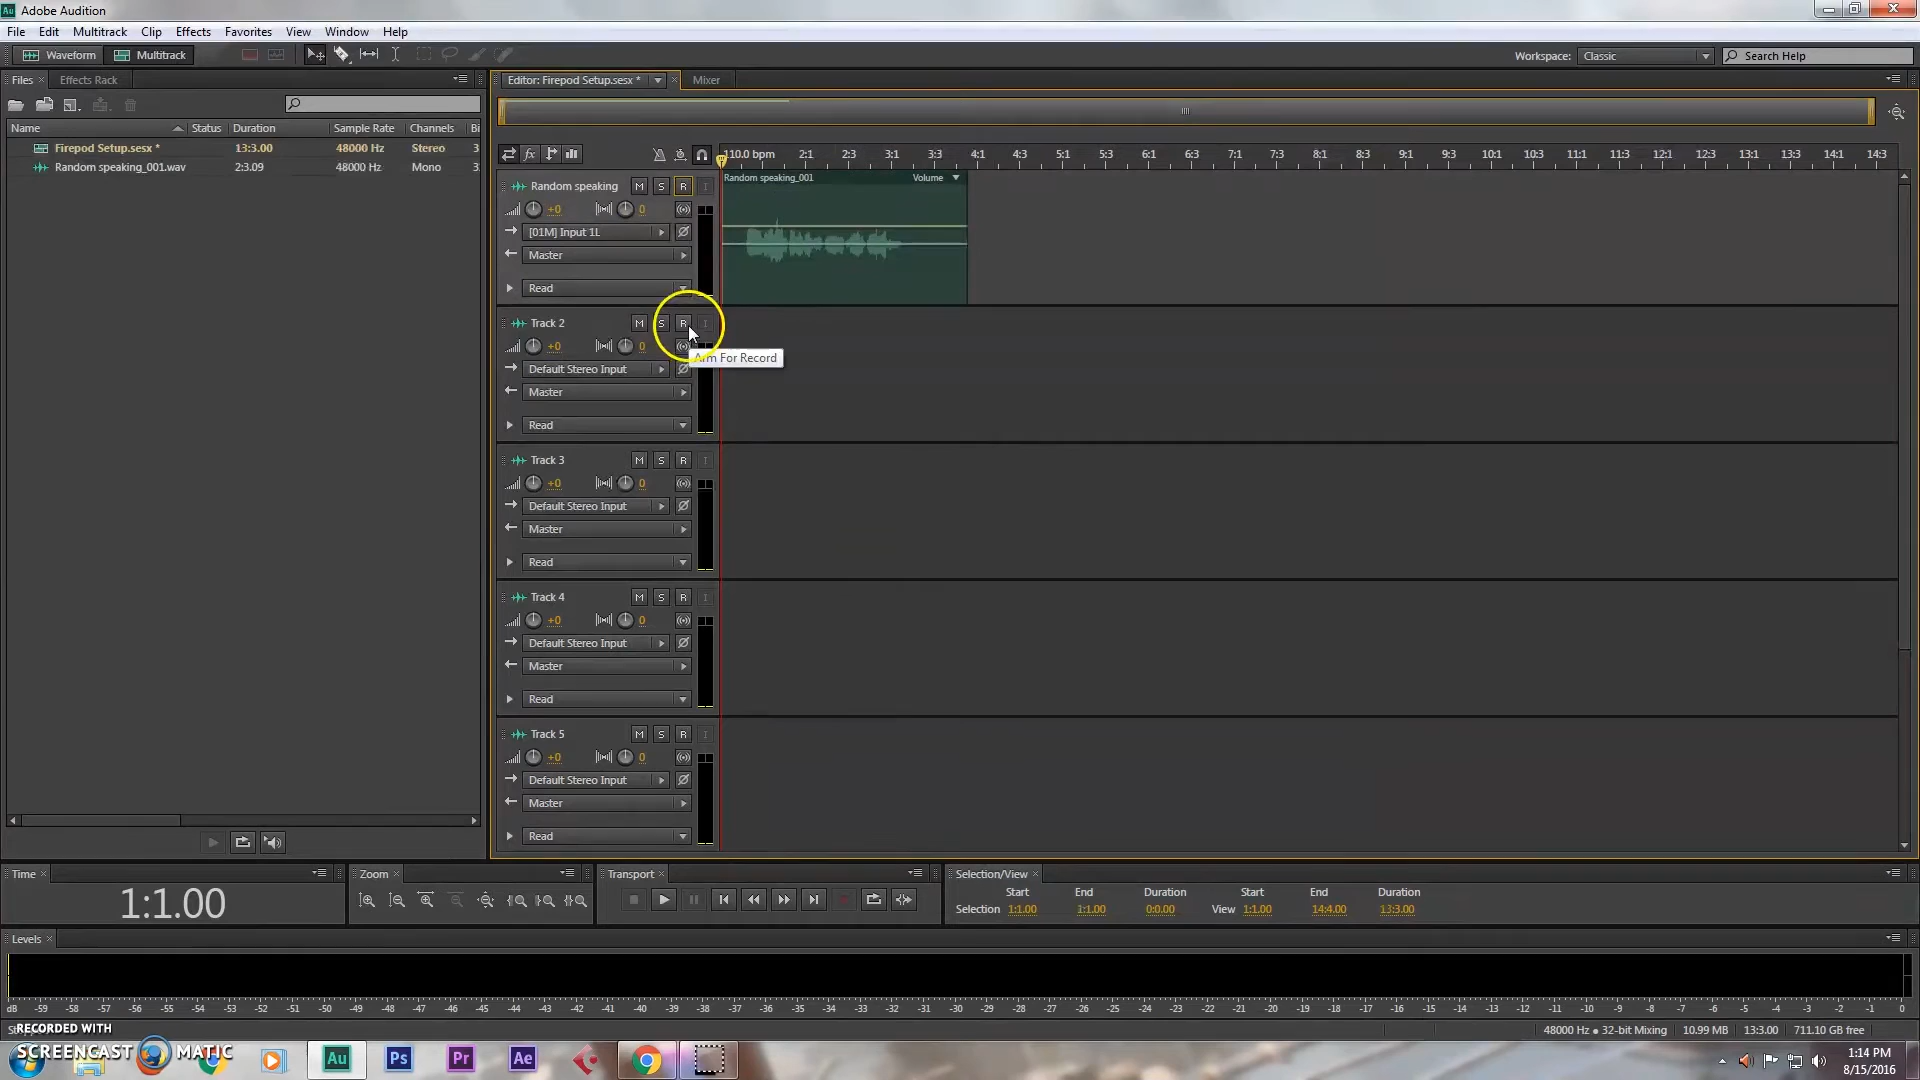 Au Adobe Audition
File Edit Multitrack Clip Effects Favorites View Window Help
Waveform Multitrack Workspace: Classic Search Help
Files Effects Rack
Editor: Firepod Setup.sesx * Mixer
Name Status Duration Sample Rate Channels Bi
Firepod Setup.sesx * 13:3.00 48000 Hz Stereo 3
Random speaking_001.wav 2:3.09 48000 Hz Mono 3
fx 110.0 bpm 2:1 2:3 3:1 3:3 4:1 4:3 5:1 5:3 6:1 6:3 7:1 7:3 8:1 8:3 9:1 9:3 10:1 10:3 11:1 11:3 12:1 12:3 13:1 13:3 14:1 14:3
Random speaking_001 Volume
Random speaking M S R I
+0 0
[01M] Input 1L
Master
Read
Track 2 M S R I
+0 0
Arm For Record
Default Stereo Input
Master
Read
Track 3 M S R I
+0 0
Default Stereo Input
Master
Read
Track 4 M S R I
+0 0
Default Stereo Input
Master
Read
Track 5 M S R I
+0 0
Default Stereo Input
Master
Read
Time Zoom Transport Selection/View
1:1.00
Start End Duration Start End Duration
Selection 1:1.00 1:1.00 0:0.00 View 1:1.00 14:4.00 13:3.00
Levels
dB -59 -58 -57 -56 -55 -54 -53 -52 -51 -50 -49 -48 -47 -46 -45 -44 -43 -42 -41 -40 -39 -38 -37 -36 -35 -34 -33 -32 -31 -30 -29 -28 -27 -26 -25 -24 -23 -22 -21 -20 -19 -18 -17 -16 -15 -14 -13 -12 -11 -10 -9 -8 -7 -6 -5 -4 -3 -2 -1 0
48000 Hz • 32-bit Mixing 10.99 MB 13:3.00 711.10 GB free
RECORDED WITH
SCREENCAST MATIC
Au Ps Pr Ae
1:14 PM
8/15/2016